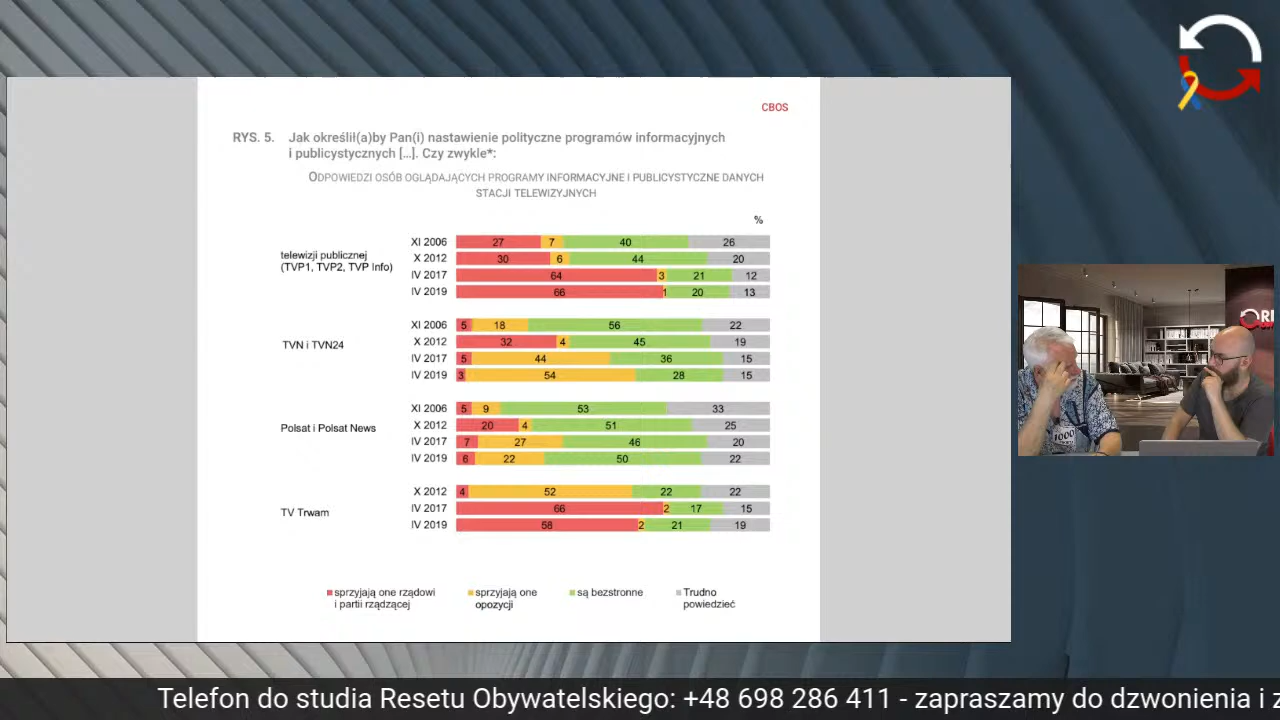 CBOS
RYS. 5. Jak określił(a)by Pan(i) nastawienie polityczne programów informacyjnych
i publicystycznych [...]. Czy zwykle*:
ODPOWIEDZI OSÓB OGLĄDAJĄCYCH PROGRAMY INFORMACYJNE I PUBLICYSTYCZNE DANYCH
STACJI TELEWIZYJNYCH
%
telewizji publicznej
(TVP1, TVP2, TVP Info)
XI 2006 27 7 40 26
X 2012 30 6 44 20
IV 2017 64 3 21 12
IV 2019 66 1 20 13
TVN i TVN24
XI 2006 5 18 56 22
X 2012 32 4 45 19
IV 2017 5 44 36 15
IV 2019 3 54 28 15
Polsat i Polsat News
XI 2006 5 9 53 33
X 2012 20 4 51 25
IV 2017 7 27 46 20
IV 2019 6 22 50 22
TV Trwam
X 2012 4 52 22 22
IV 2017 66 2 17 15
IV 2019 58 2 21 19
sprzyjają one rządowi
i partii rządzącej
sprzyjają one
opozycji
są bezstronne
Trudno
powiedzieć
1000
Telefon do studia Resetu Obywatelskiego: +48 698 286 411 - zapraszamy do dzwonienia i z